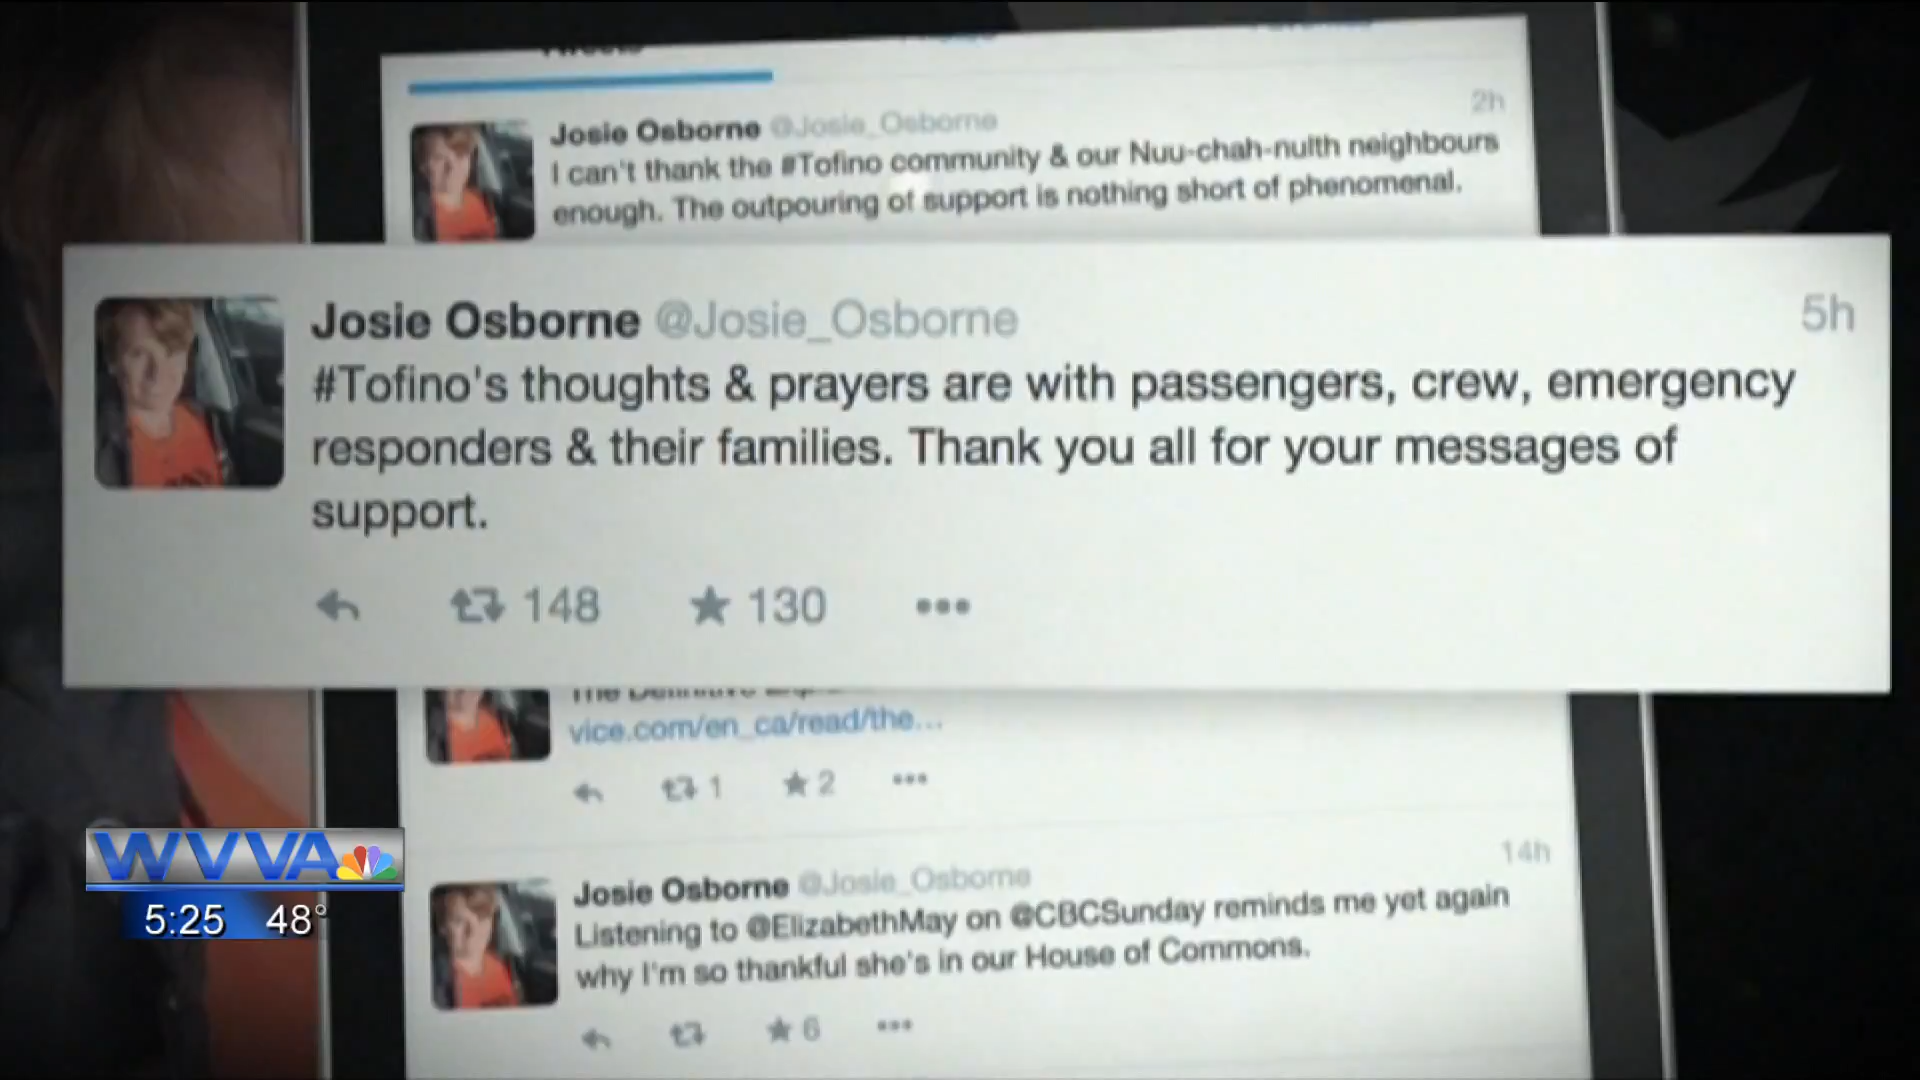 Josie Osborne @Josie_Osborne 2h
I can't thank the #Tofino community & our Nuu-chah-nulth neighbours
enough. The outpouring of support is nothing short of phenomenal.
Josie Osborne @Josie_Osborne 5h
#Tofino's thoughts & prayers are with passengers, crew, emergency
responders & their families. Thank you all for your messages of
support.
148 130
vice.com/en_ca/read/the...
1 2
14h
Josie Osborne @Josie_Osborne
Listening to @ElizabethMay on @CBCSunday reminds me yet again
why I'm so thankful she's in our House of Commons.
6
WVVA
5:25 48°